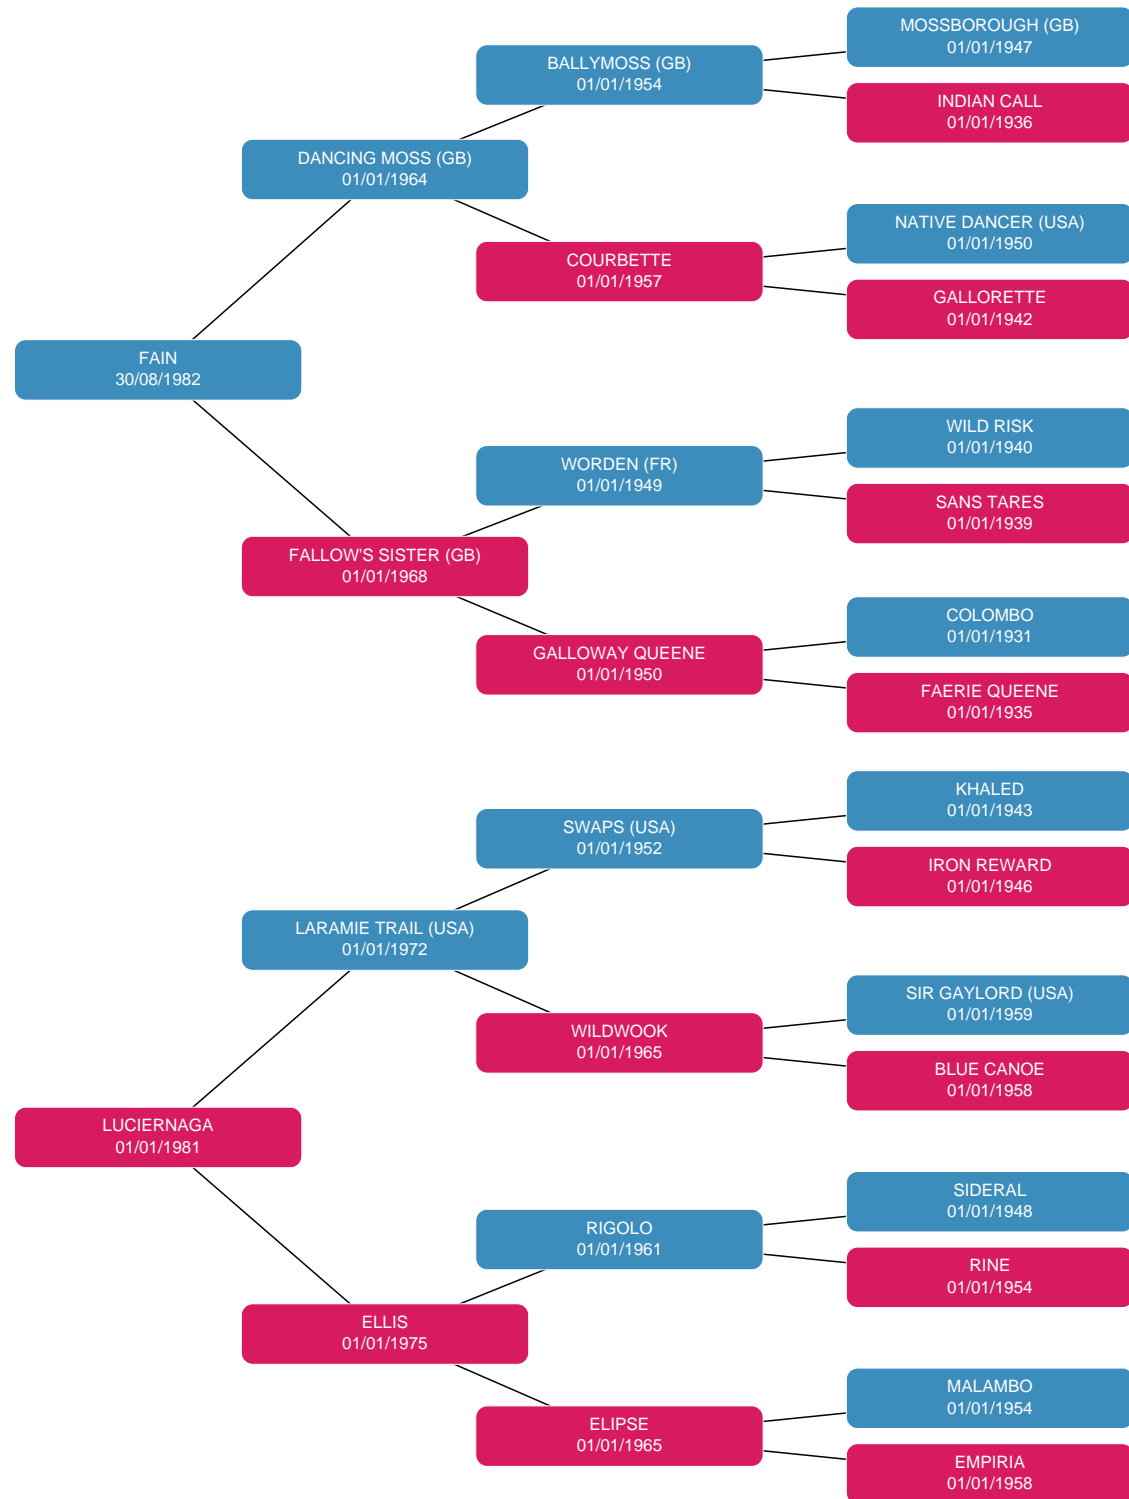 MOSSBOROUGH (GB)
01/01/1947
BALLYMOSS (GB)
01/01/1954
INDIAN CALL
01/01/1936
DANCING MOSS (GB)
01/01/1964
NATIVE DANCER (USA)
01/01/1950
COURBETTE
01/01/1957
GALLORETTE
01/01/1942
FAIN
30/08/1982
WILD RISK
01/01/1940
WORDEN (FR)
01/01/1949
SANS TARES
01/01/1939
FALLOW'S SISTER (GB)
01/01/1968
COLOMBO
01/01/1931
GALLOWAY QUEENE
01/01/1950
FAERIE QUEENE
01/01/1935
KHALED
01/01/1943
SWAPS (USA)
01/01/1952
IRON REWARD
01/01/1946
LARAMIE TRAIL (USA)
01/01/1972
SIR GAYLORD (USA)
01/01/1959
WILDWOOK
01/01/1965
BLUE CANOE
01/01/1958
LUCIERNAGA
01/01/1981
SIDERAL
01/01/1948
RIGOLO
01/01/1961
RINE
01/01/1954
ELLIS
01/01/1975
MALAMBO
01/01/1954
ELIPSE
01/01/1965
EMPIRIA
01/01/1958